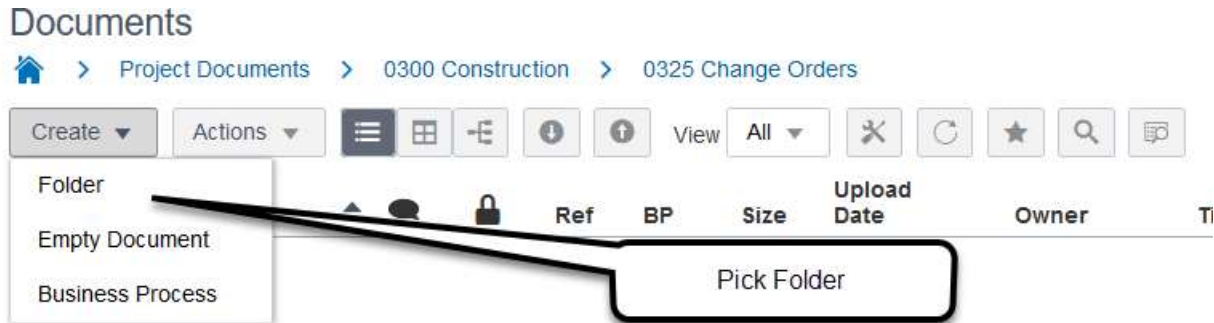 Documents
> Project Documents > 0300 Construction > 0325 Change Orders
Create Actions View All
Folder
Upload
Ref BP Size Date Owner Ti
Empty Document
Pick Folder
Business Process